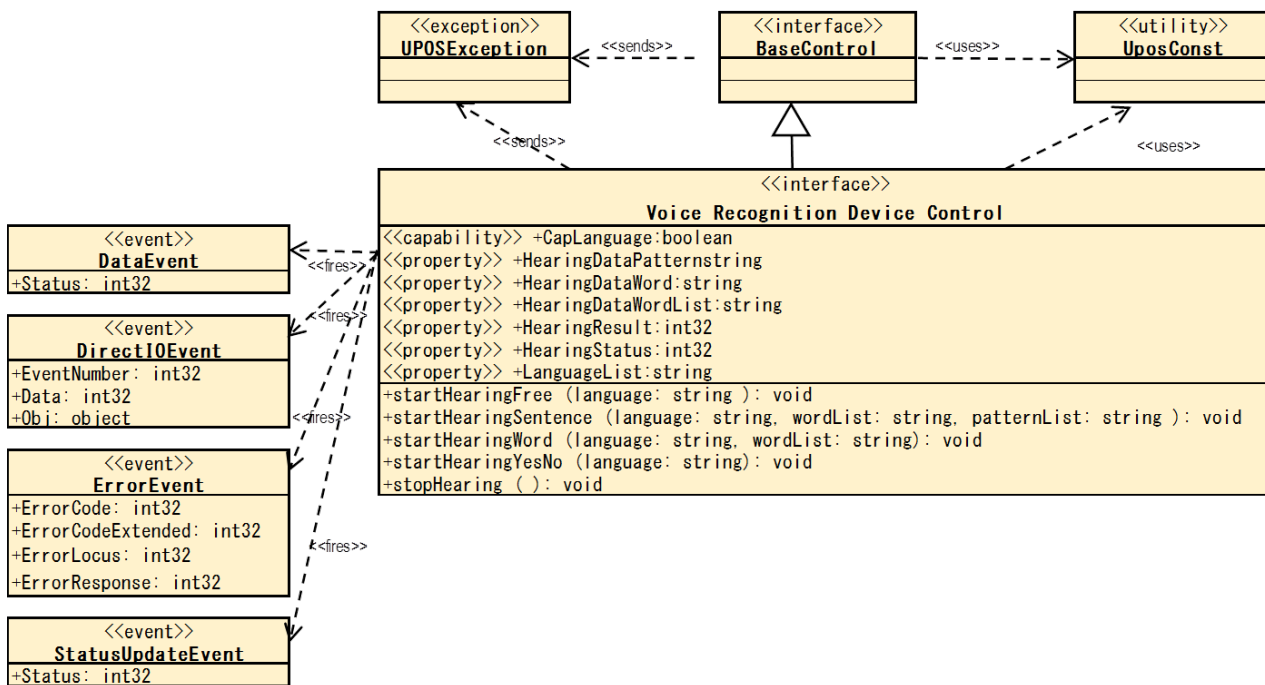 <<exception>>
UPOSException
<<sends>>
<<interface>>
BaseControl
<<uses>>
<<utility>>
UposConst
<<sends>>
<<uses>>
<<interface>>
Voice Recognition Device Control
<<capability>> +CapLanguage:boolean
<<property>> +HearingDataPatternstring
<<property>> +HearingDataWord:string
<<property>> +HearingDataWordList:string
<<property>> +HearingResult:int32
<<property>> +HearingStatus:int32
<<property>> +LanguageList:string
+startHearingFree (language: string ): void
+startHearingSentence (language: string, wordList: string, patternList: string ): void
+startHearingWord (language: string, wordList: string): void
+startHearingYesNo (language: string): void
+stopHearing ( ): void
<<event>>
DataEvent
+Status: int32
<<fires>>
<<event>>
DirectIOEvent
+EventNumber: int32
+Data: int32
+Obj: object
<<fires>>
<<event>>
ErrorEvent
+ErrorCode: int32
+ErrorCodeExtended: int32
+ErrorLocus: int32
+ErrorResponse: int32
<<fires>>
<<event>>
StatusUpdateEvent
+Status: int32
<<fires>>